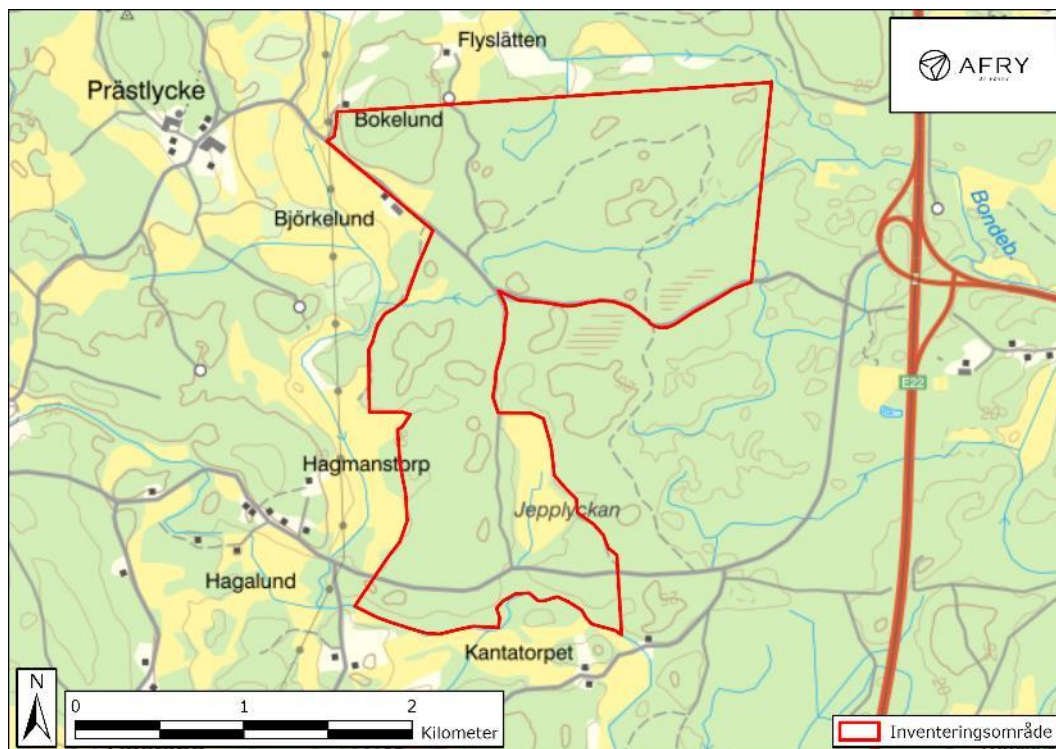 Flyslätten
AFRY
Prästlycke
Bokelund
Björkelund
Bondeb.
E22
Hagmanstorp
Jepplyckan
Hagalund
Kantatorpet
N
0 1 2
Kilometer
Inventeringsområde